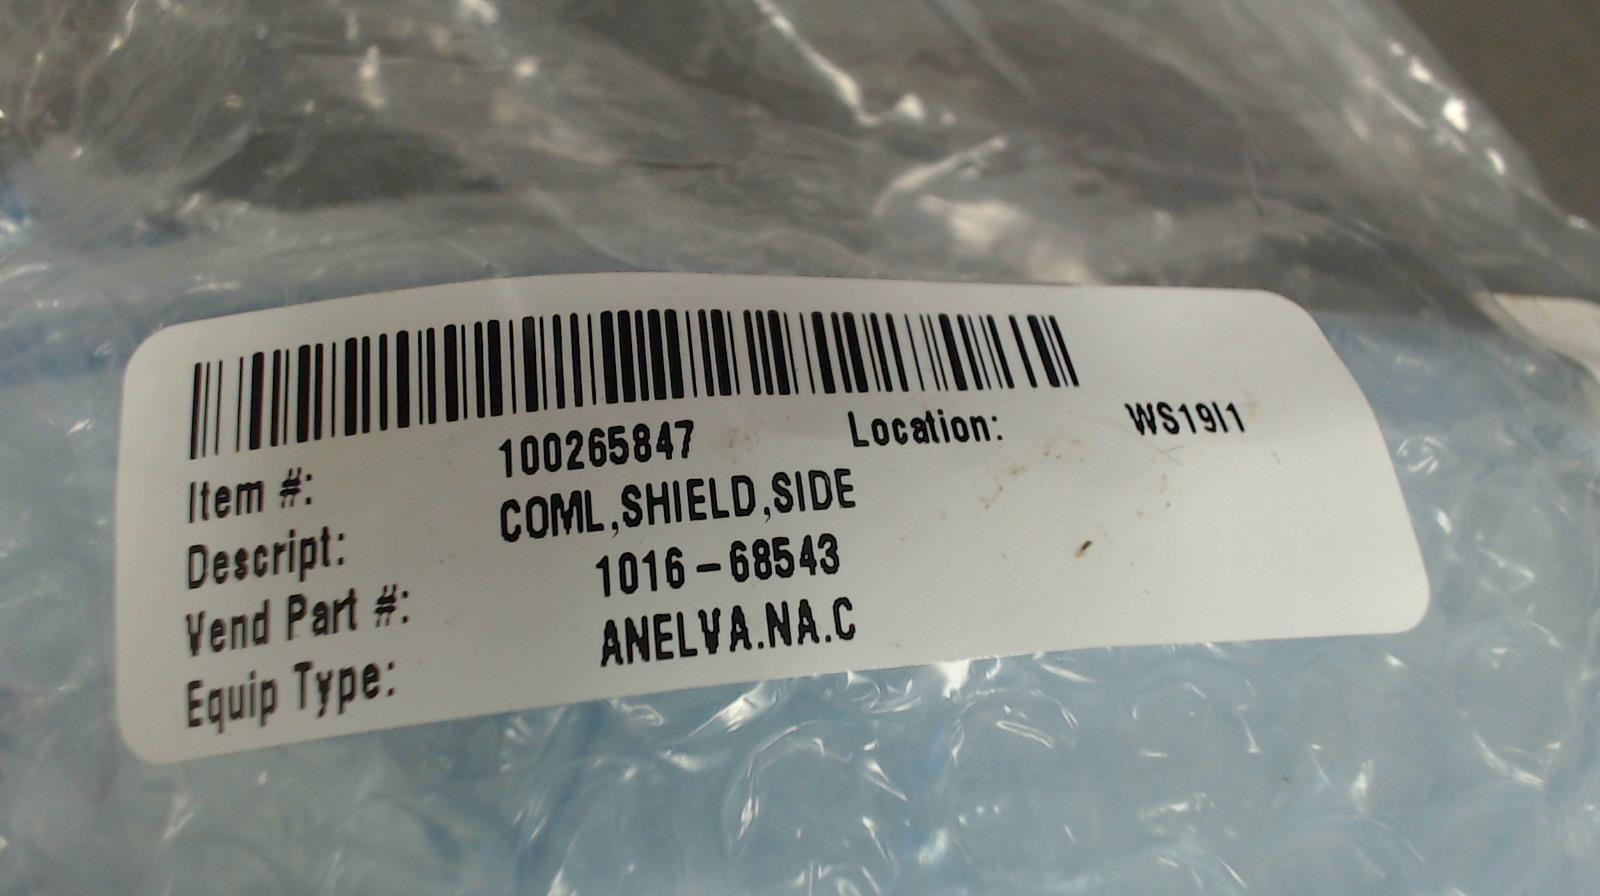 Item #: 100265847 Location: WS19I1
Descript: COML,SHIELD,SIDE
Vend Part #: 1016-68543
Equip Type: ANELVA.NA.C